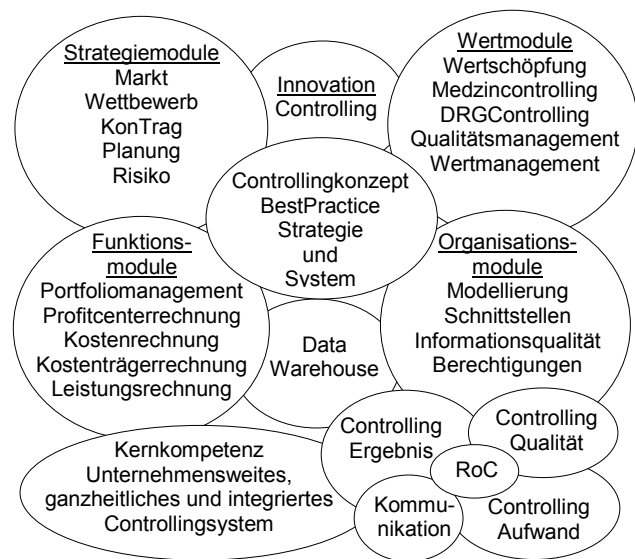 Strategiemodule
Markt
Wettbewerb
KonTrag
Planung
Risiko
Innovation
Controlling
Wertmodule
Wertschöpfung
Medzincontrolling
DRGControlling
Qualitätsmanagement
Wertmanagement
Controllingkonzept
BestPractice
Strategie
und
System
Funktions-
module
Portfoliomanagement
Profitcenterrechnung
Kostenrechnung
Kostenträgerrechnung
Leistungsrechnung
Organisations-
module
Modellierung
Schnittstellen
Informationsqualität
Berechtigungen
Data
Warehouse
Kernkompetenz
Unternehmensweites,
ganzheitliches und integriertes
Controllingsystem
Controlling
Ergebnis
Controlling
Qualität
RoC
Kommu-
nikation
Controlling
Aufwand